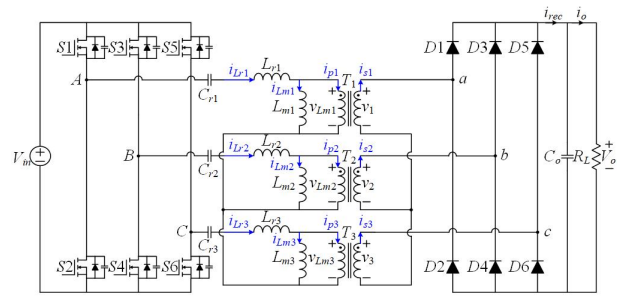 S1 S3 S5 D1 D3 D5 i_rec i_o
A C_r1 i_Lr1 L_r1 i_Lm1 L_m1 v_Lm1 i_p1 T_1 i_s1 v_1 a
+ + − −
V_in + −
B C_r2 i_Lr2 L_r2 i_Lm2 L_m2 v_Lm2 i_p2 T_2 i_s2 v_2 b
+ + − −
C_o R_L + V_o −
C C_r3 i_Lr3 L_r3 i_Lm3 L_m3 v_Lm3 i_p3 T_3 i_s3 v_3 c
+ + − −
S2 S4 S6 D2 D4 D6